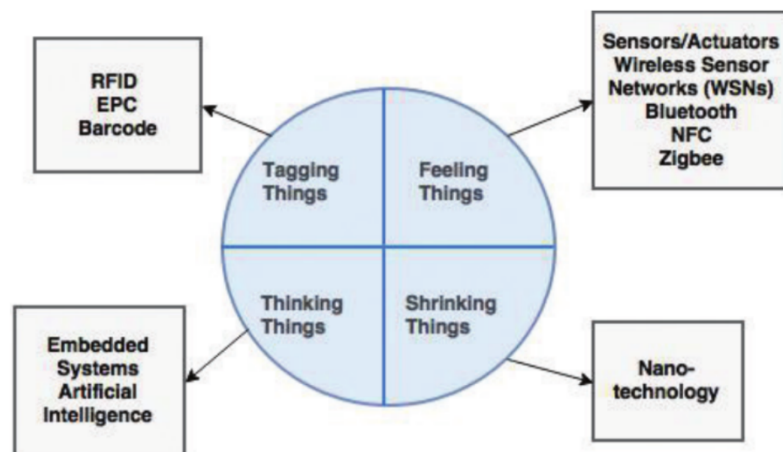 RFID
EPC
Barcode
Sensors/Actuators
Wireless Sensor
Networks (WSNs)
Bluetooth
NFC
Zigbee
Tagging
Things
Feeling
Things
Thinking
Things
Shrinking
Things
Embedded
Systems
Artificial
Intelligence
Nano-
technology